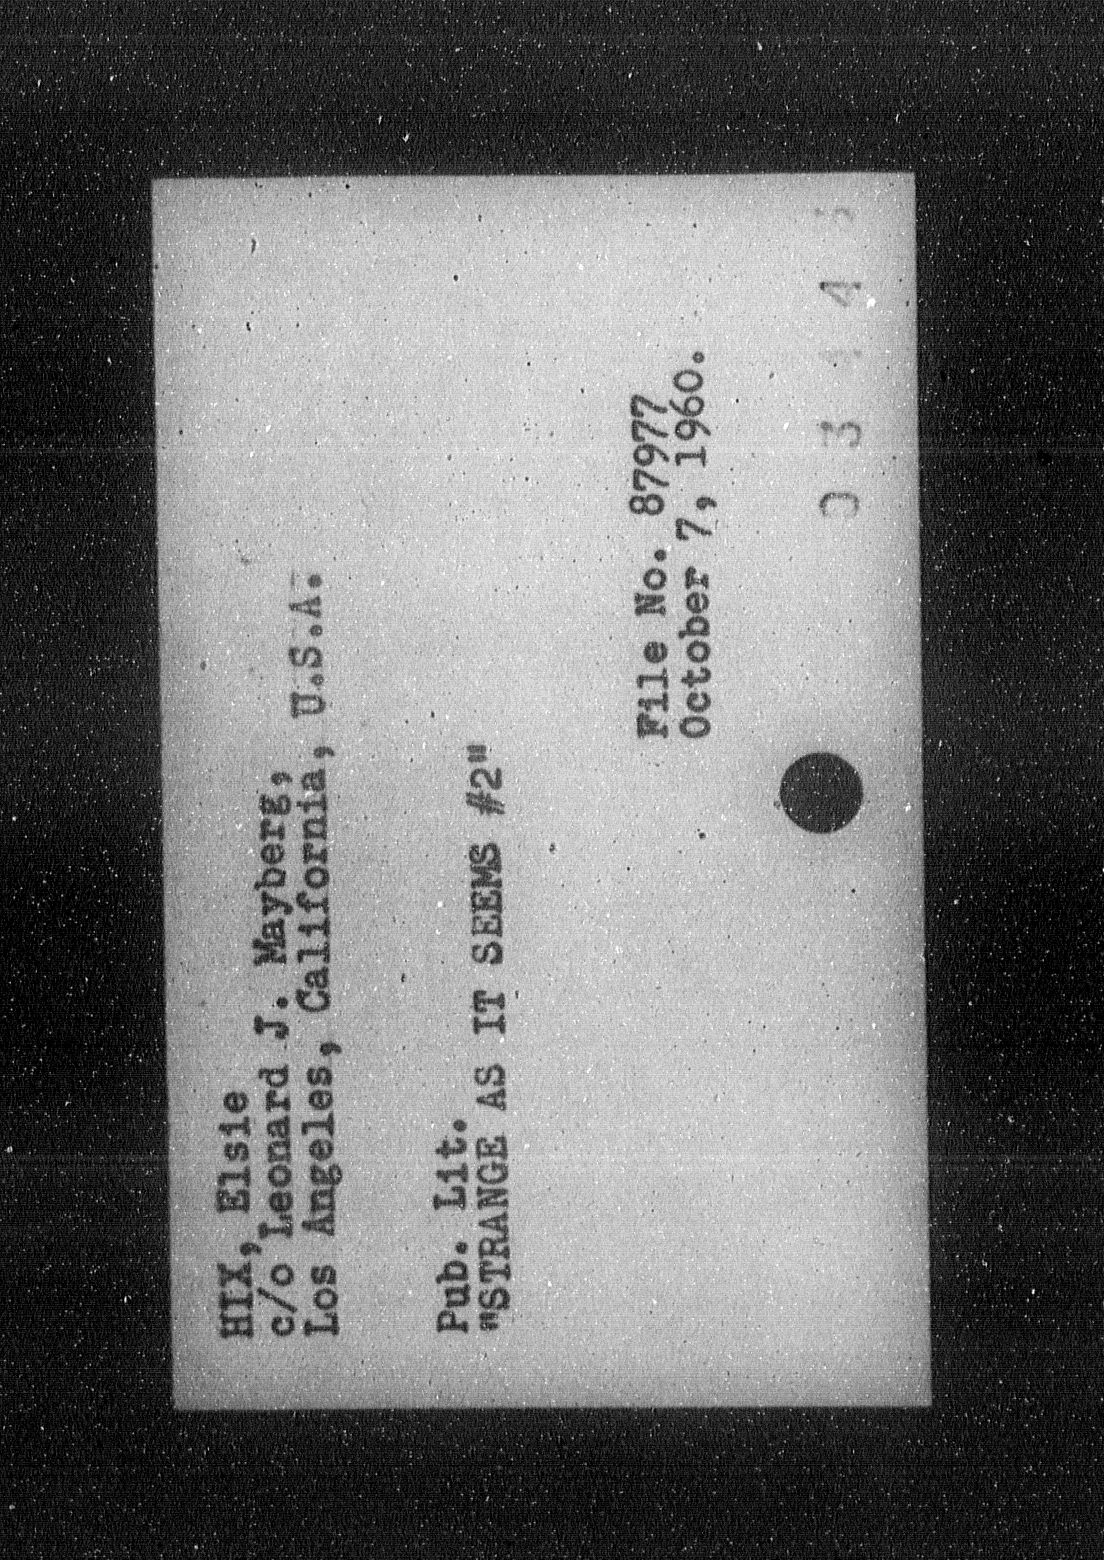 HIX, Elsie
c/o Leonard J. Mayberg,
Los Angeles, California, U.S.A.
Pub. Lit.
"STRANGE AS IT SEEMS #2"
File No. 87977
October 7, 1960.